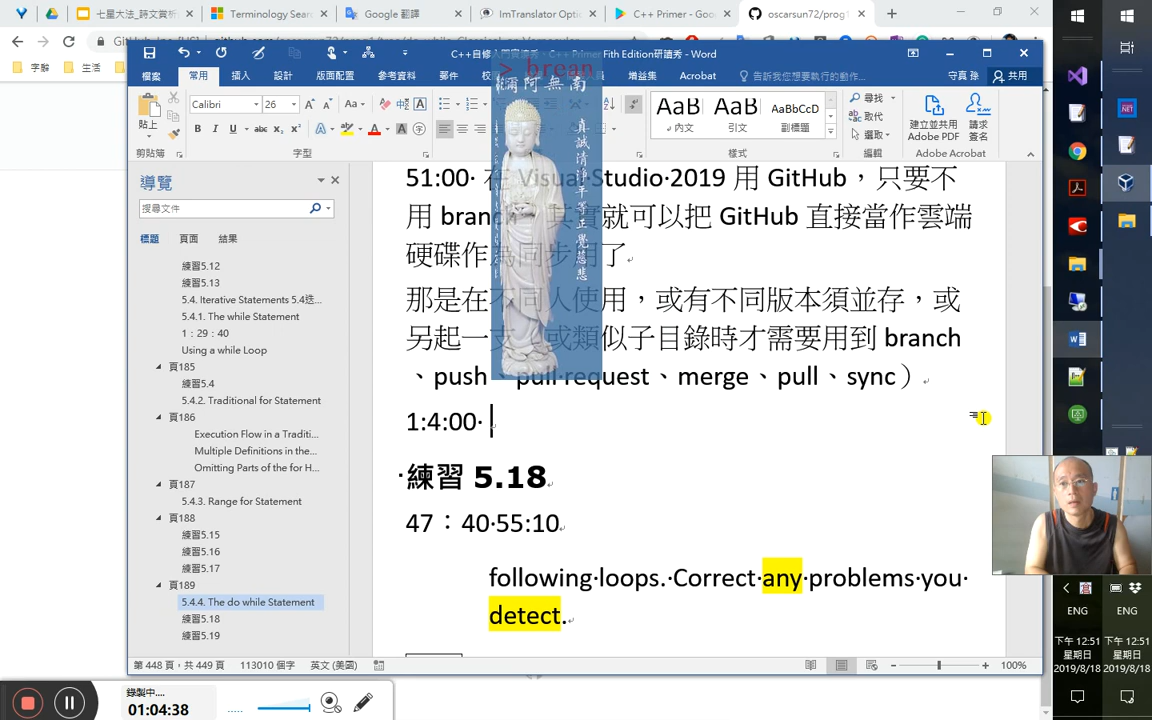 七星大法_詩文賞析
Terminology Search
Google 翻譯
ImTranslator Opti
C++ Primer - Goo
oscarsun72/prog1
字辭
生活
C++自修入門實境秀、C++ Primer Fith Edition研讀秀 - Word
> brean
檔案
常用
插入
設計
版面配置
參考資料
郵件
增益集
Acrobat
告訴我您想要執行的動作...
守真 孫
共用
貼上
Calibri
26
剪貼簿
字型
AaB
AaB
AaBbCcD
內文
引文
副標題
樣式
尋找
取代
選取
編輯
建立並共用
Adobe PDF
請求
簽名
Adobe Acrobat
南無阿彌
真誠清淨平等正覺慈悲
導覽
搜尋文件
標題
頁面
結果
練習5.12
練習5.13
5.4. Iterative Statements 5.4迭...
5.4.1. The while Statement
1：29：40
Using a while Loop
頁185
練習5.4
5.4.2. Traditional for Statement
頁186
Execution Flow in a Traditi...
Multiple Definitions in the...
Omitting Parts of the for H...
頁187
5.4.3. Range for Statement
頁188
練習5.15
練習5.16
練習5.17
頁189
5.4.4. The do while Statement
練習5.18
練習5.19
51:00· 在 Visual·Studio·2019 用 GitHub，只要不
用 branch，其實就可以把 GitHub 直接當作雲端
硬碟作為同步用了
那是在不同人使用，或有不同版本須並存，或
另起一支（或類似子目錄時才需要用到 branch
、push、pull·request、merge、pull、sync）
1:4:00·
練習 5.18
47：40·55:10
following·loops.·Correct·any·problems·you·
detect.
第 448 頁，共 449 頁
113010 個字
英文 (美國)
100%
錄製中....
01:04:38
ENG
ENG
下午 12:51
星期日
2019/8/18
下午 12:51
星期日
2019/8/18